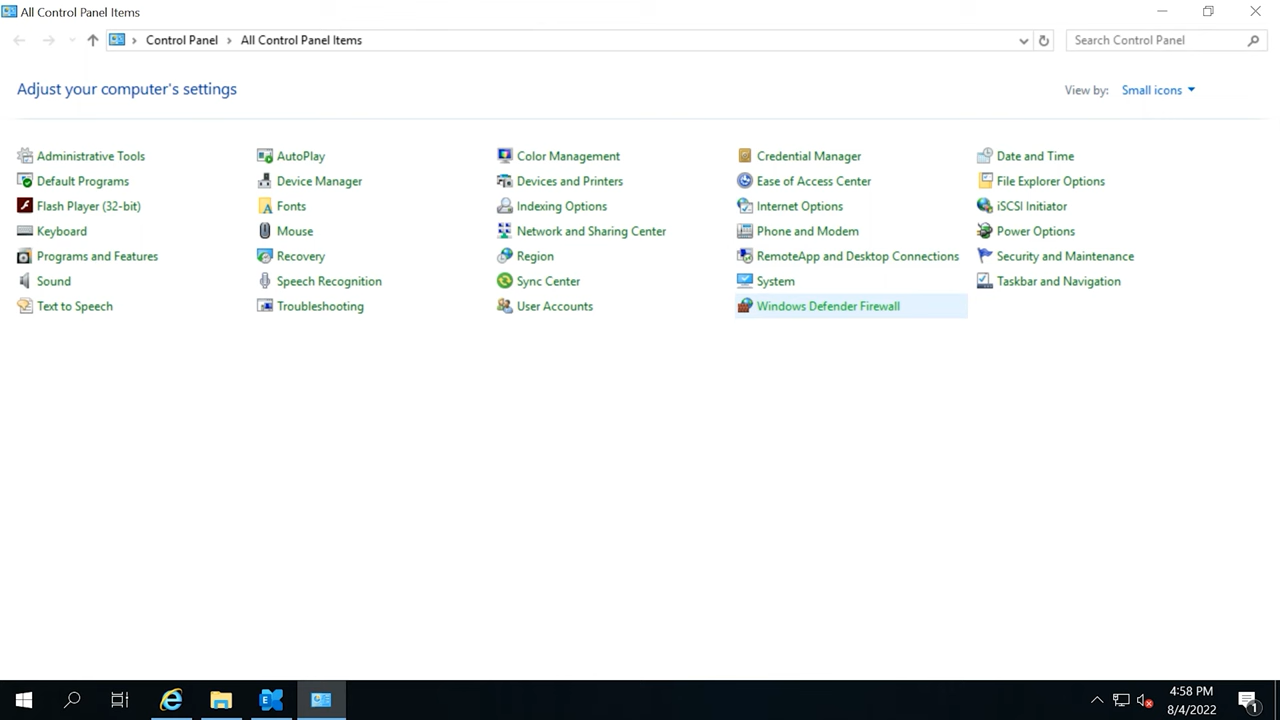 All Control Panel Items
Control Panel All Control Panel Items
Search Control Panel
Adjust your computer's settings
View by: Small icons
Administrative Tools AutoPlay Color Management Credential Manager Date and Time
Default Programs Device Manager Devices and Printers Ease of Access Center File Explorer Options
Flash Player (32-bit) Fonts Indexing Options Internet Options iSCSI Initiator
Keyboard Mouse Network and Sharing Center Phone and Modem Power Options
Programs and Features Recovery Region RemoteApp and Desktop Connections Security and Maintenance
Sound Speech Recognition Sync Center System Taskbar and Navigation
Text to Speech Troubleshooting User Accounts Windows Defender Firewall
4:58 PM
8/4/2022
1